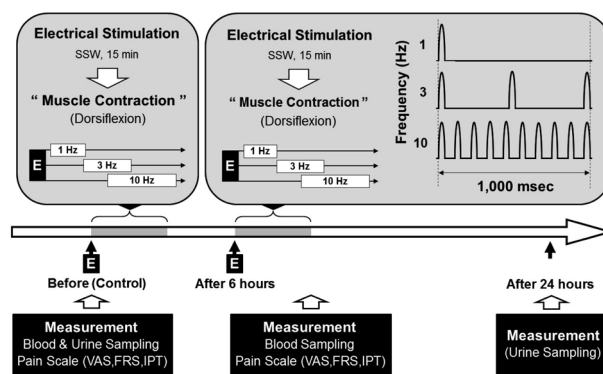 Electrical Stimulation
SSW, 15 min
“ Muscle Contraction ”
(Dorsiflexion)
E
1 Hz
3 Hz
10 Hz
Electrical Stimulation
SSW, 15 min
“ Muscle Contraction ”
(Dorsiflexion)
E
1 Hz
3 Hz
10 Hz
Frequency (Hz)
1
3
10
1,000 msec
E
E
Before (Control)
After 6 hours
After 24 hours
Measurement
Blood & Urine Sampling
Pain Scale (VAS,FRS,IPT)
Measurement
Blood Sampling
Pain Scale (VAS,FRS,IPT)
Measurement
(Urine Sampling)